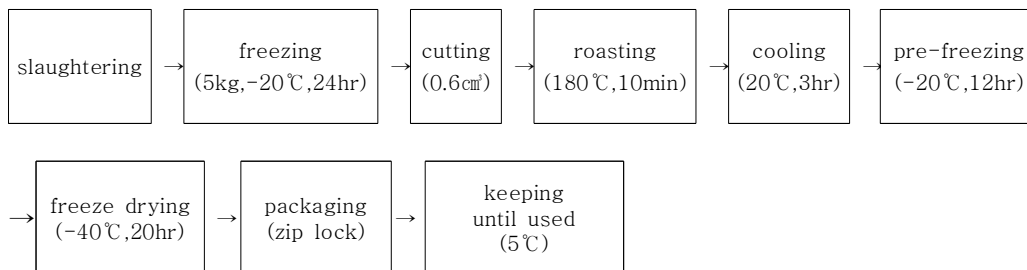 slaughtering
→
freezing
(5kg,-20℃,24hr)
→
cutting
(0.6㎤)
→
roasting
(180℃,10min)
→
cooling
(20℃,3hr)
→
pre-freezing
(-20℃,12hr)
→
freeze drying
(-40℃,20hr)
→
packaging
(zip lock)
→
keeping
until used
(5℃)